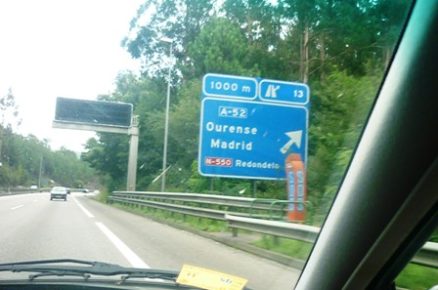 1000 m 13
A-52
Ourense
Madrid
N-550 Redondela